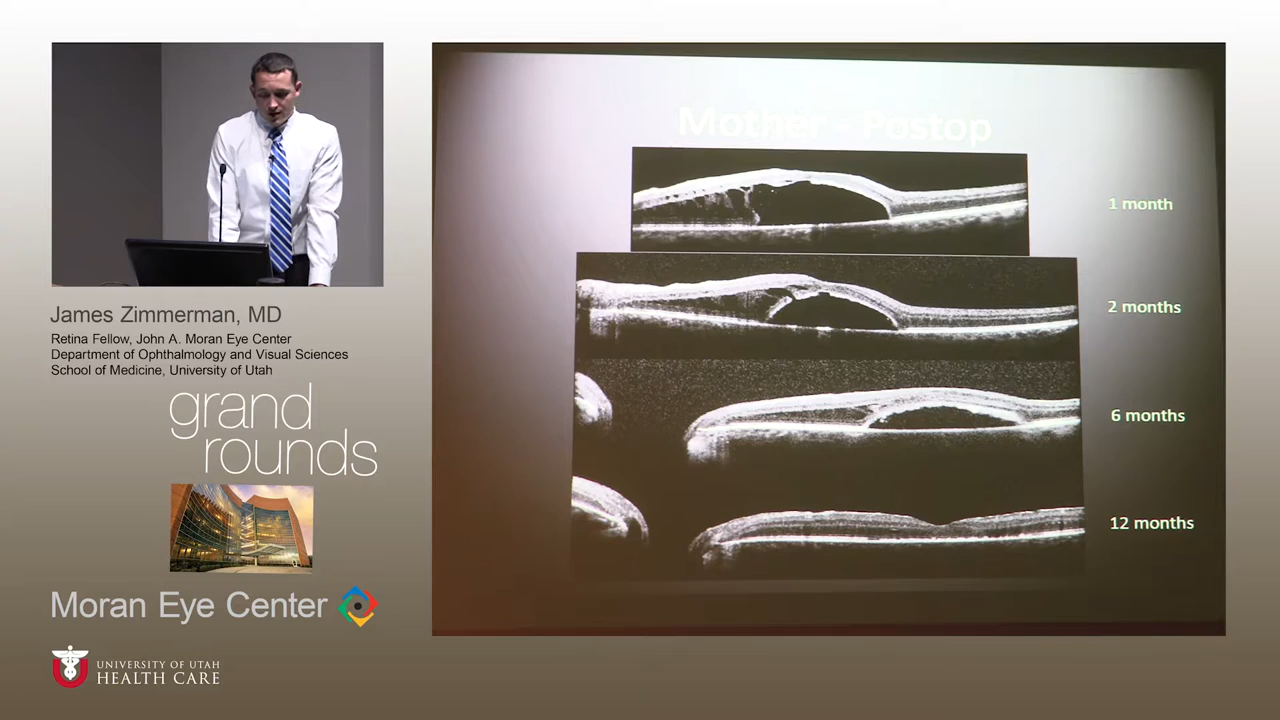 James Zimmerman, MD
Retina Fellow, John A. Moran Eye Center
Department of Ophthalmology and Visual Sciences
School of Medicine, University of Utah
grand
rounds
Moran Eye Center
UNIVERSITY OF UTAH
HEALTH CARE
Mother - Postop
1 month
2 months
6 months
12 months